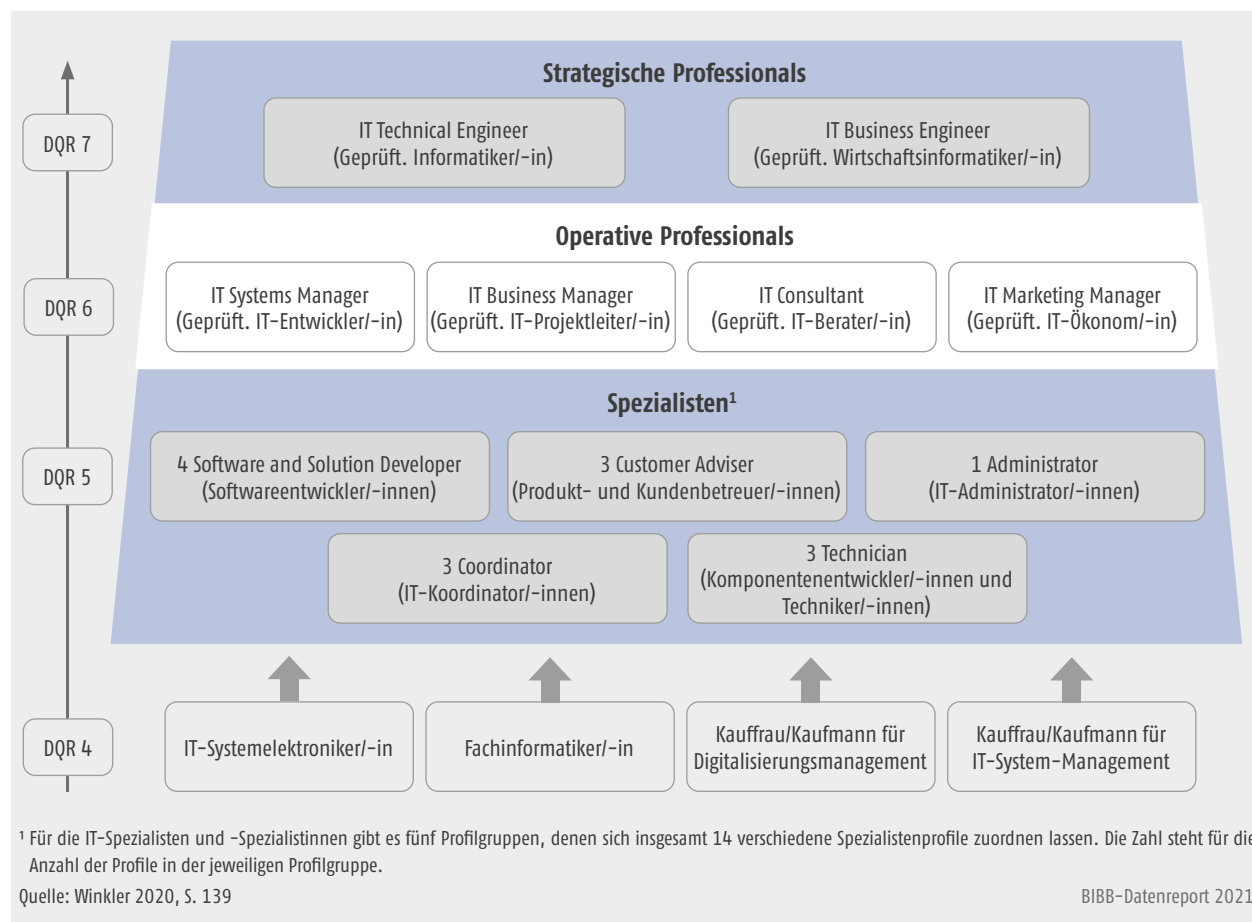 Strategische Professionals
DQR 7
IT Technical Engineer
(Geprüft. Informatiker/-in)
IT Business Engineer
(Geprüft. Wirtschaftsinformatiker/-in)
Operative Professionals
DQR 6
IT Systems Manager
(Geprüft. IT-Entwickler/-in)
IT Business Manager
(Geprüft. IT-Projektleiter/-in)
IT Consultant
(Geprüft. IT-Berater/-in)
IT Marketing Manager
(Geprüft. IT-Ökonom/-in)
Spezialisten¹
DQR 5
4 Software and Solution Developer
(Softwareentwickler/-innen)
3 Customer Adviser
(Produkt- und Kundenbetreuer/-innen)
1 Administrator
(IT-Administrator/-innen)
3 Coordinator
(IT-Koordinator/-innen)
3 Technician
(Komponentenentwickler/-innen und
Techniker/-innen)
DQR 4
IT-Systemelektroniker/-in
Fachinformatiker/-in
Kauffrau/Kaufmann für
Digitalisierungsmanagement
Kauffrau/Kaufmann für
IT-System-Management
¹ Für die IT-Spezialisten und -Spezialistinnen gibt es fünf Profilgruppen, denen sich insgesamt 14 verschiedene Spezialistenprofile zuordnen lassen. Die Zahl steht für die
Anzahl der Profile in der jeweiligen Profilgruppe.
Quelle: Winkler 2020, S. 139
BIBB-Datenreport 2021